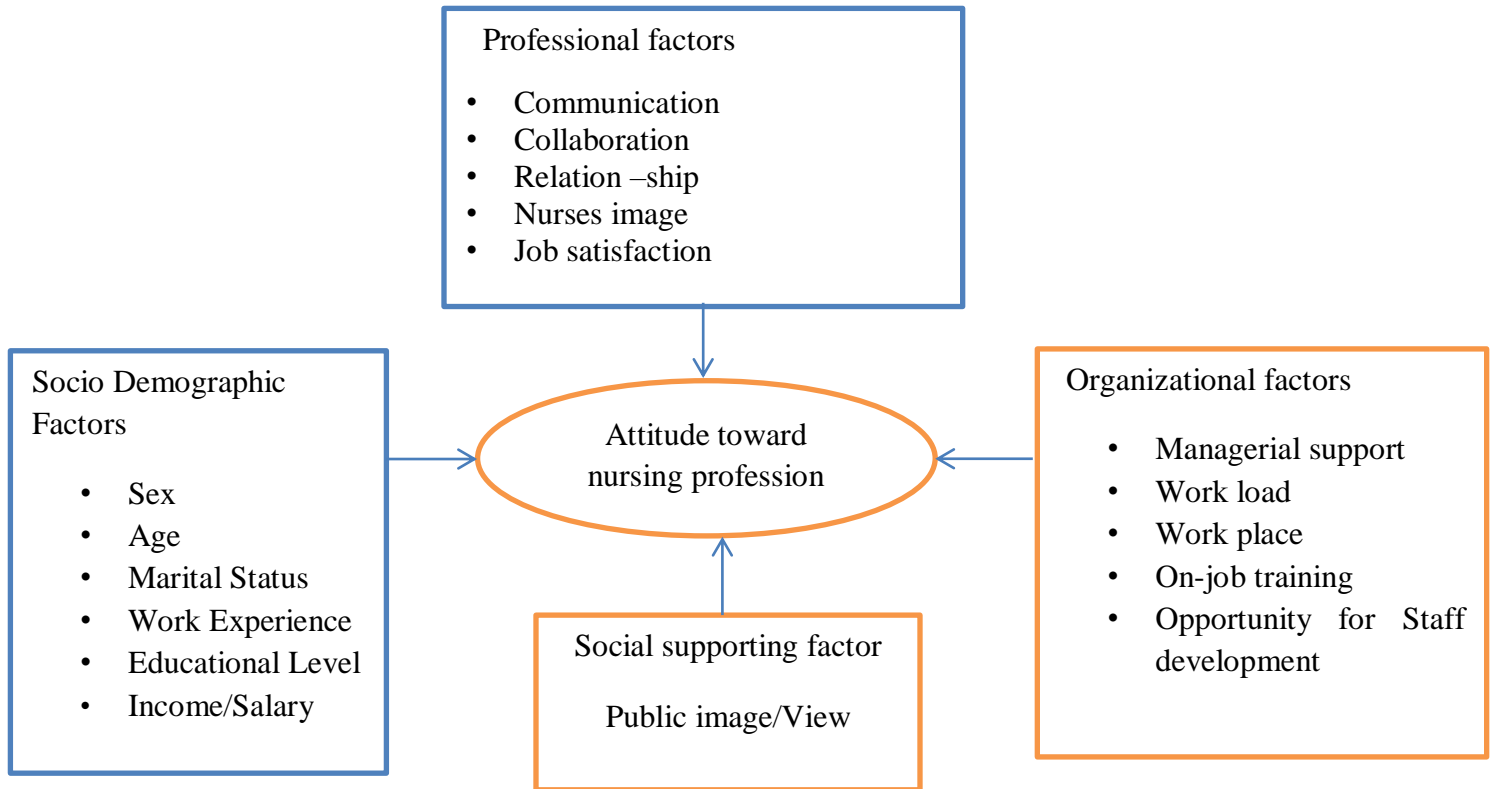 Professional factors
• Communication
• Collaboration
• Relation –ship
• Nurses image
• Job satisfaction
Socio Demographic
Factors
• Sex
• Age
• Marital Status
• Work Experience
• Educational Level
• Income/Salary
Attitude toward
nursing profession
Organizational factors
• Managerial support
• Work load
• Work place
• On-job training
• Opportunity for Staff
development
Social supporting factor
Public image/View